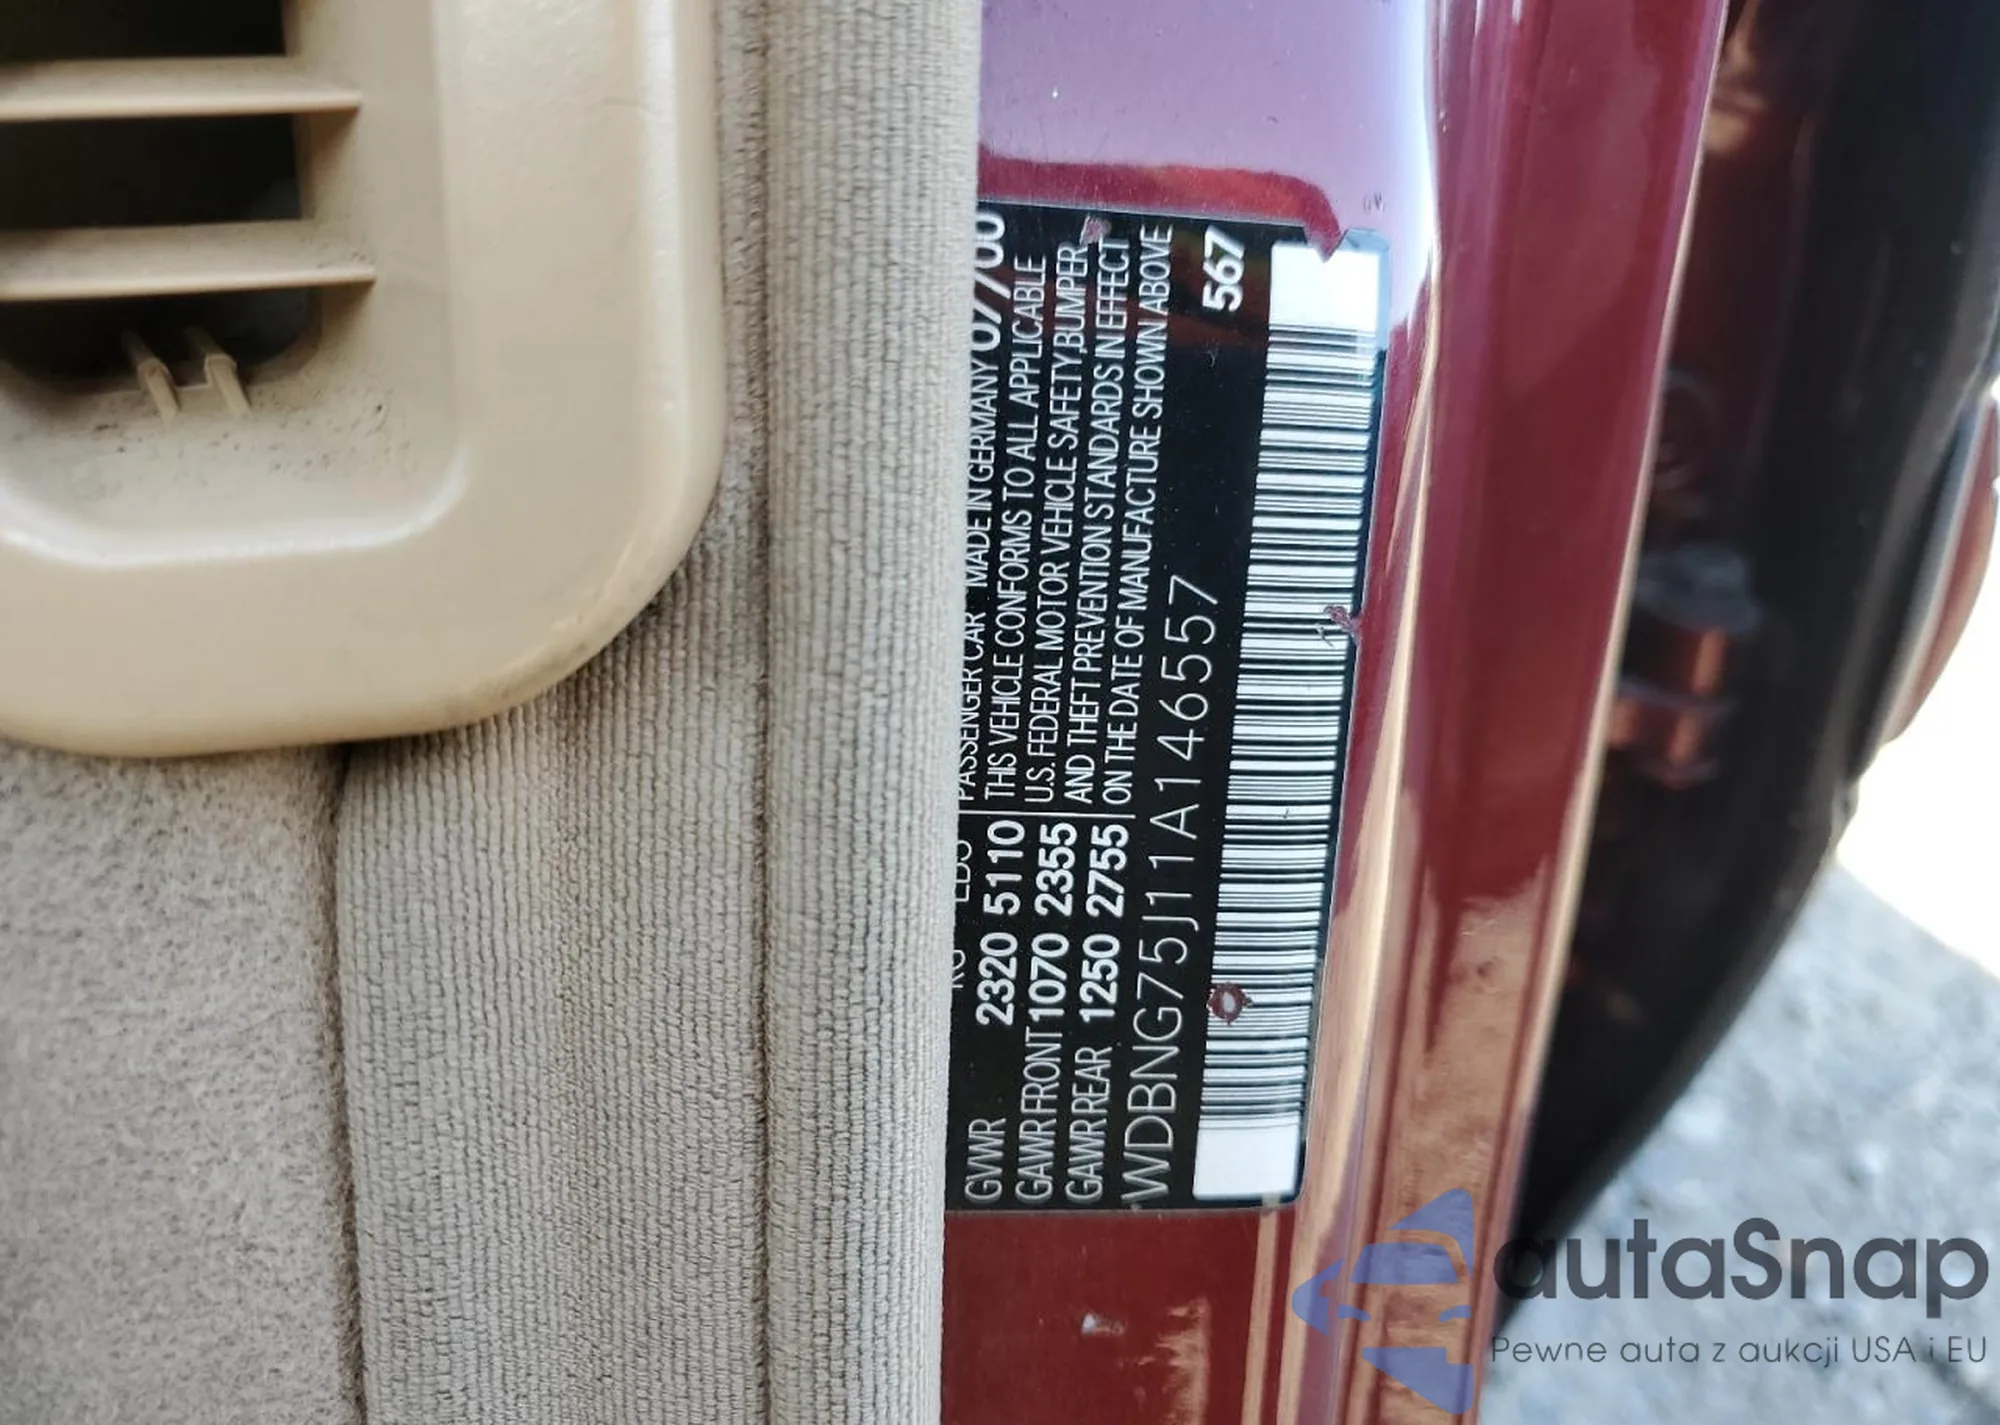 KG LBS PASSENGER CAR MADE IN GERMANY 07/00
GVWR 2320 5110 THIS VEHICLE CONFORMS TO ALL APPLICABLE
GAWR FRONT 1070 2355 U.S. FEDERAL MOTOR VEHICLE SAFETY,BUMPER,
GAWR REAR 1250 2755 AND THEFT PREVENTION STANDARDS IN EFFECT
ON THE DATE OF MANUFACTURE SHOWN ABOVE
WDBNG75J11A146557 567
autaSnap
Pewne auta z aukcji USA i EU